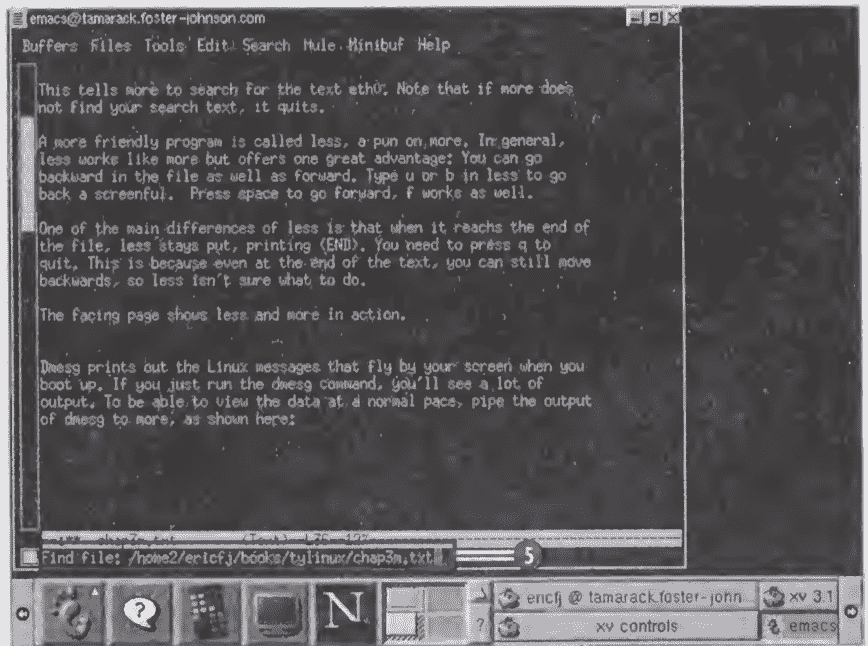 emacs@tamarack.foster-johnson.com
Buffers Files Tools Edit Search Mule Minibuf Help
This tells more to search for the text eth0. Note that if more does
not find your search text, it quits.
A more friendly program is called less, a pun on more. In general,
less works like more but offers one great advantage: You can go
backward in the file as well as forward. Type u or b in less to go
back a screenful. Press space to go forward, f works as well.
One of the main differences of less is that when it reachs the end of
the file, less stays put, printing (END). You need to press q to
quit. This is because even at the end of the text, you can still move
backwards, so less isn't sure what to do.
The facing page shows less and more in action.
Dmesg prints out the Linux messages that fly by your screen when you
boot up. If you just run the dmesg command, you'll see a lot of
output. To be able to view the data at a normal pace, pipe the output
of dmesg to more, as shown here:
(Text)
Find file: /home2/ericfj/books/tylinux/chap3m.txt
5
?
N
?
ericfj @ tamarack.foster-john
xv 3.1
xv controls
emacs